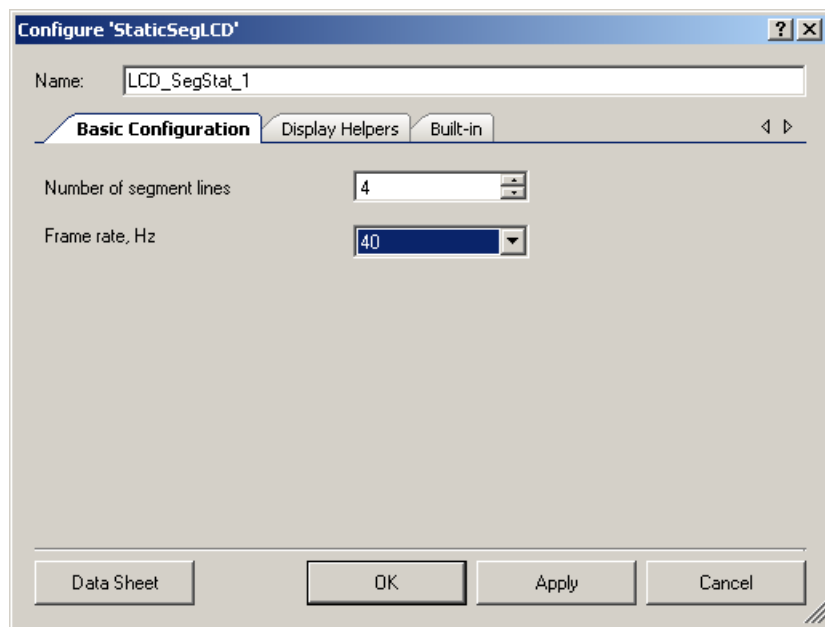 Configure 'StaticSegLCD'
Name: LCD_SegStat_1
Basic Configuration Display Helpers Built-in
Number of segment lines 4
Frame rate, Hz 40
Data Sheet OK Apply Cancel